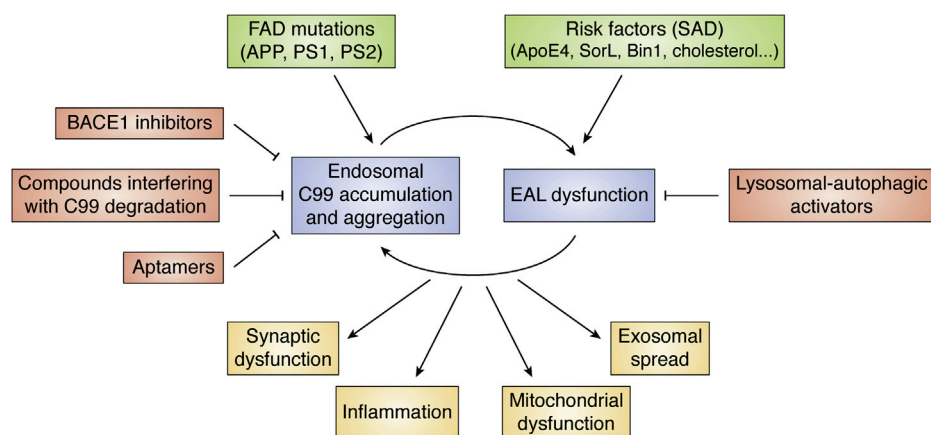 FAD mutations
(APP, PS1, PS2)
Risk factors (SAD)
(ApoE4, SorL, Bin1, cholesterol...)
BACE1 inhibitors
Compounds interfering
with C99 degradation
Aptamers
Endosomal
C99 accumulation
and aggregation
EAL dysfunction
Lysosomal-autophagic
activators
Synaptic
dysfunction
Inflammation
Mitochondrial
dysfunction
Exosomal
spread